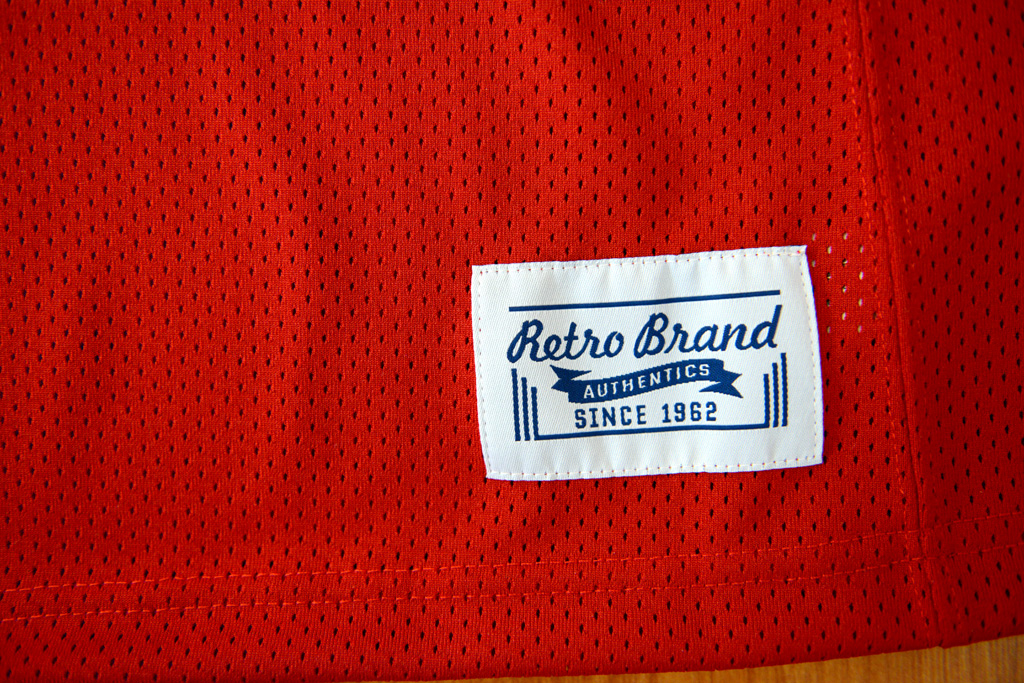 Retro Brand
AUTHENTICS
SINCE 1962